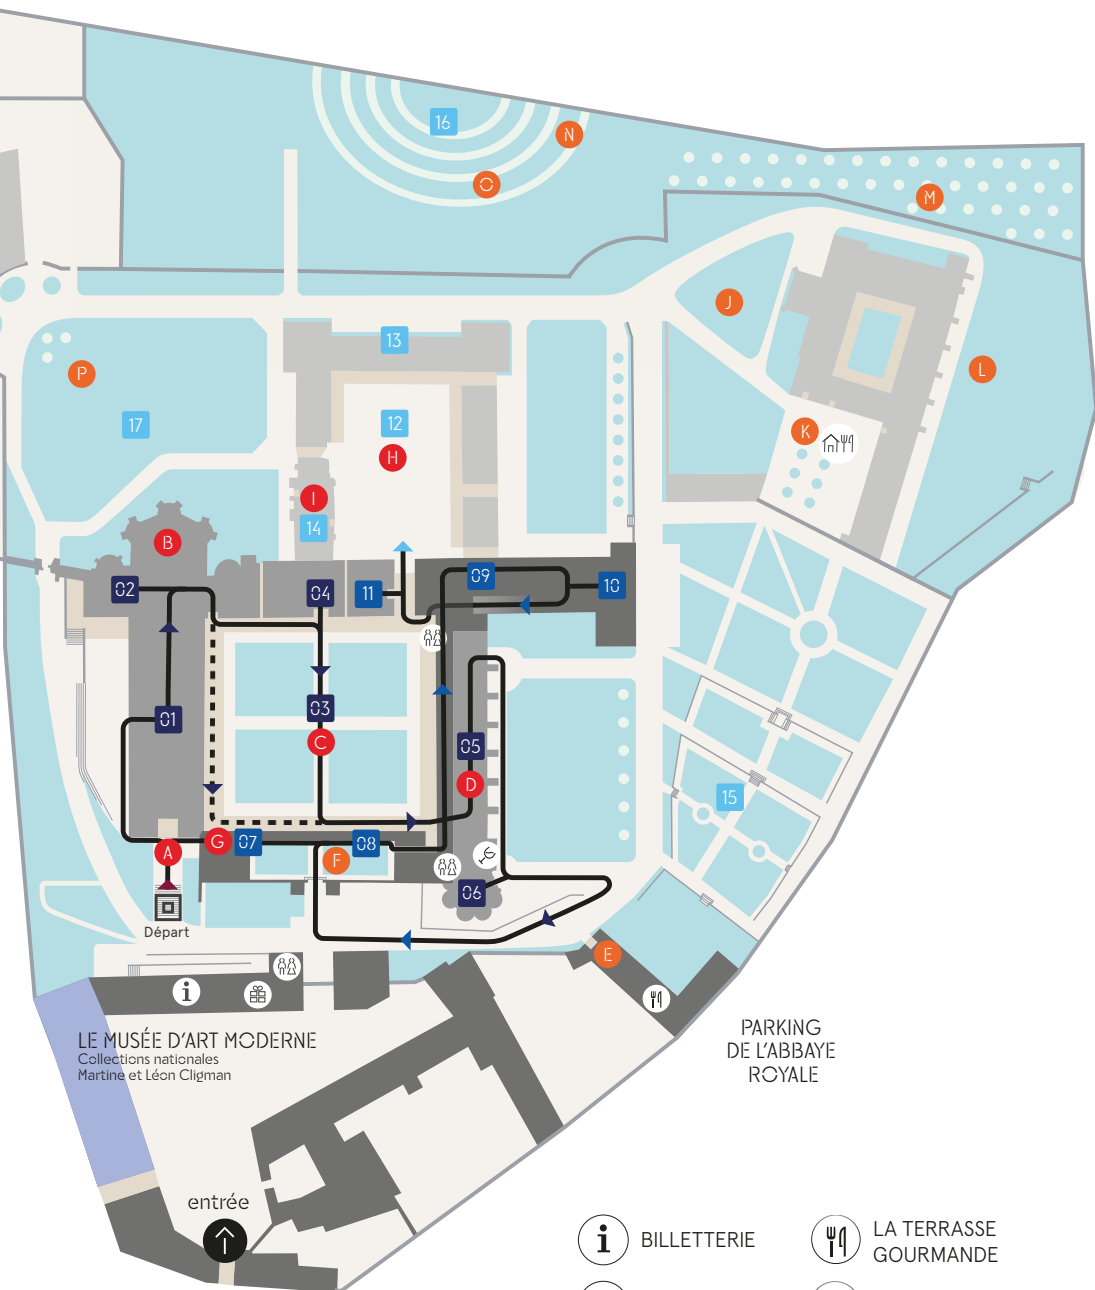 16
N
O
M
J
13
L
P
17
12
K
H
I
14
B
02
04
11
09
10
01
03
C
05
D
15
A
G
07
08
F
06
Départ
E
i
LE MUSÉE D'ART MODERNE
Collections nationales
Martine et Léon Cligman
PARKING
DE L'ABBAYE
ROYALE
entrée
i BILLETTERIE
LA TERRASSE
GOURMANDE